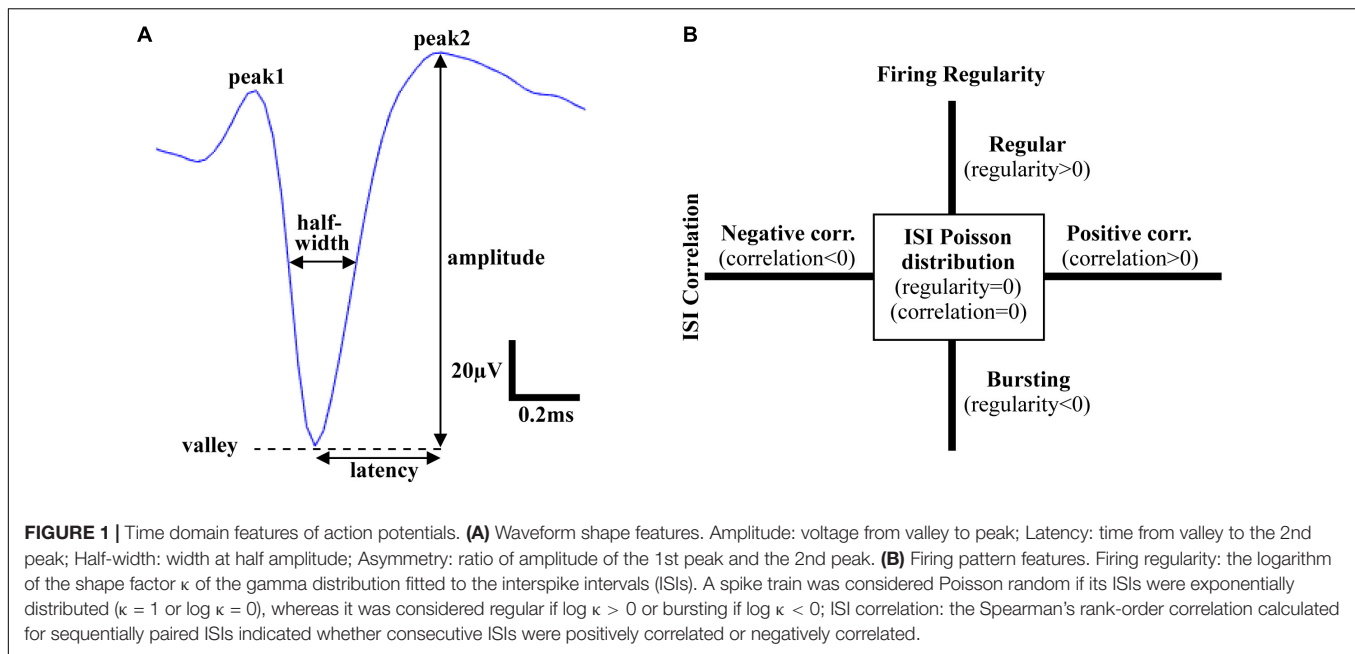 A
peak1
peak2
half-
width
amplitude
20μV
0.2ms
valley
latency
B
Firing Regularity
Regular
(regularity>0)
ISI Correlation
Negative corr.
(correlation<0)
ISI Poisson
distribution
(regularity=0)
(correlation=0)
Positive corr.
(correlation>0)
Bursting
(regularity<0)
FIGURE 1 | Time domain features of action potentials. (A) Waveform shape features. Amplitude: voltage from valley to peak; Latency: time from valley to the 2nd
peak; Half-width: width at half amplitude; Asymmetry: ratio of amplitude of the 1st peak and the 2nd peak. (B) Firing pattern features. Firing regularity: the logarithm
of the shape factor κ of the gamma distribution fitted to the interspike intervals (ISIs). A spike train was considered Poisson random if its ISIs were exponentially
distributed (κ = 1 or log κ = 0), whereas it was considered regular if log κ > 0 or bursting if log κ < 0; ISI correlation: the Spearman's rank-order correlation calculated
for sequentially paired ISIs indicated whether consecutive ISIs were positively correlated or negatively correlated.